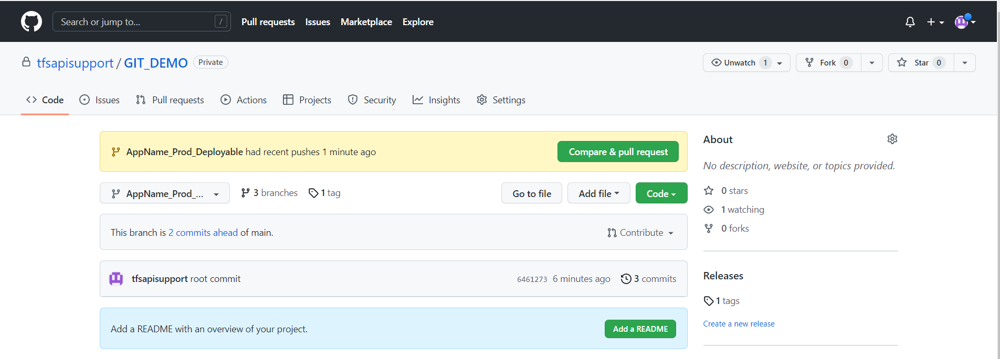 Search or jump to... / Pull requests Issues Marketplace Explore
tfsapisupport / GIT_DEMO Private Unwatch 1 Fork 0 Star 0
Code Issues Pull requests Actions Projects Security Insights Settings
AppName_Prod_Deployable had recent pushes 1 minute ago Compare & pull request
AppName_Prod_... 3 branches 1 tag Go to file Add file Code
This branch is 2 commits ahead of main. Contribute
tfsapisupport root commit 6461273 6 minutes ago 3 commits
Add a README with an overview of your project. Add a README
About
No description, website, or topics provided.
0 stars
1 watching
0 forks
Releases
1 tags
Create a new release